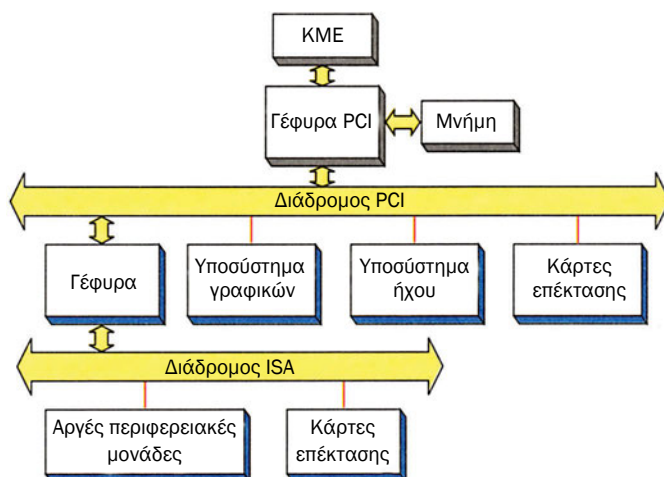 ΚΜΕ
Γέφυρα PCI
Μνήμη
Διάδρομος PCI
Γέφυρα
Υποσύστημα
γραφικών
Υποσύστημα
ήχου
Κάρτες
επέκτασης
Διάδρομος ISA
Αργές περιφερειακές
μονάδες
Κάρτες
επέκτασης